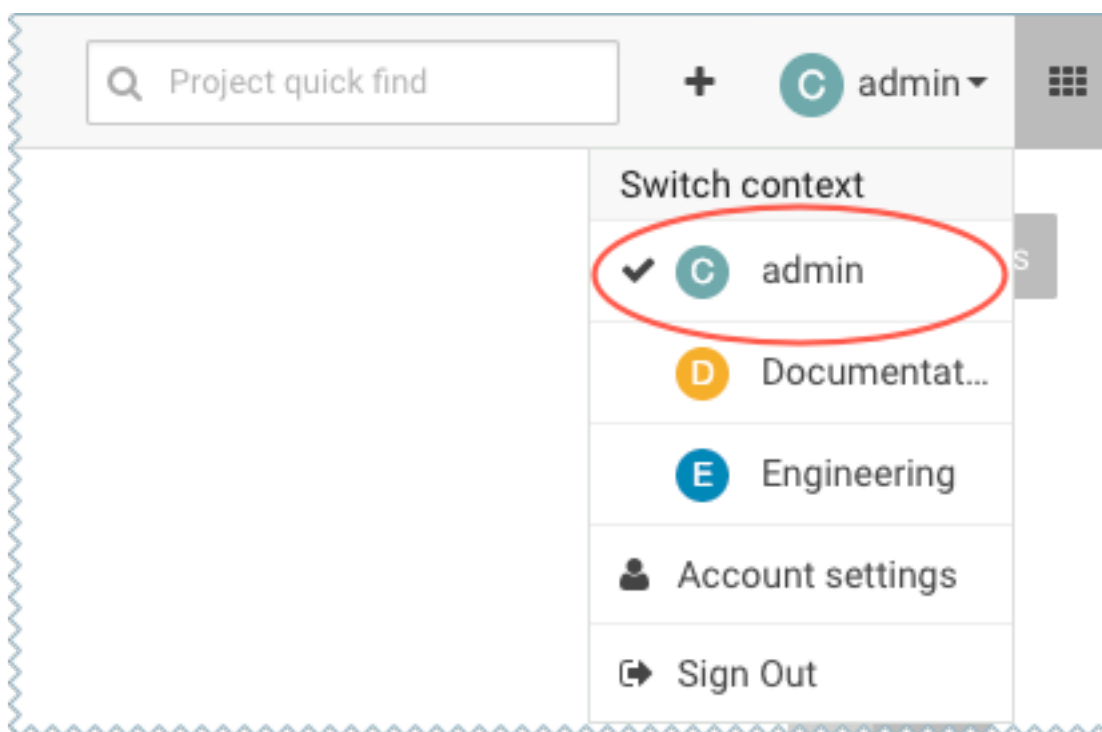 Project quick find
C admin
Switch context
C admin
s
D Documentat...
E Engineering
Account settings
Sign Out